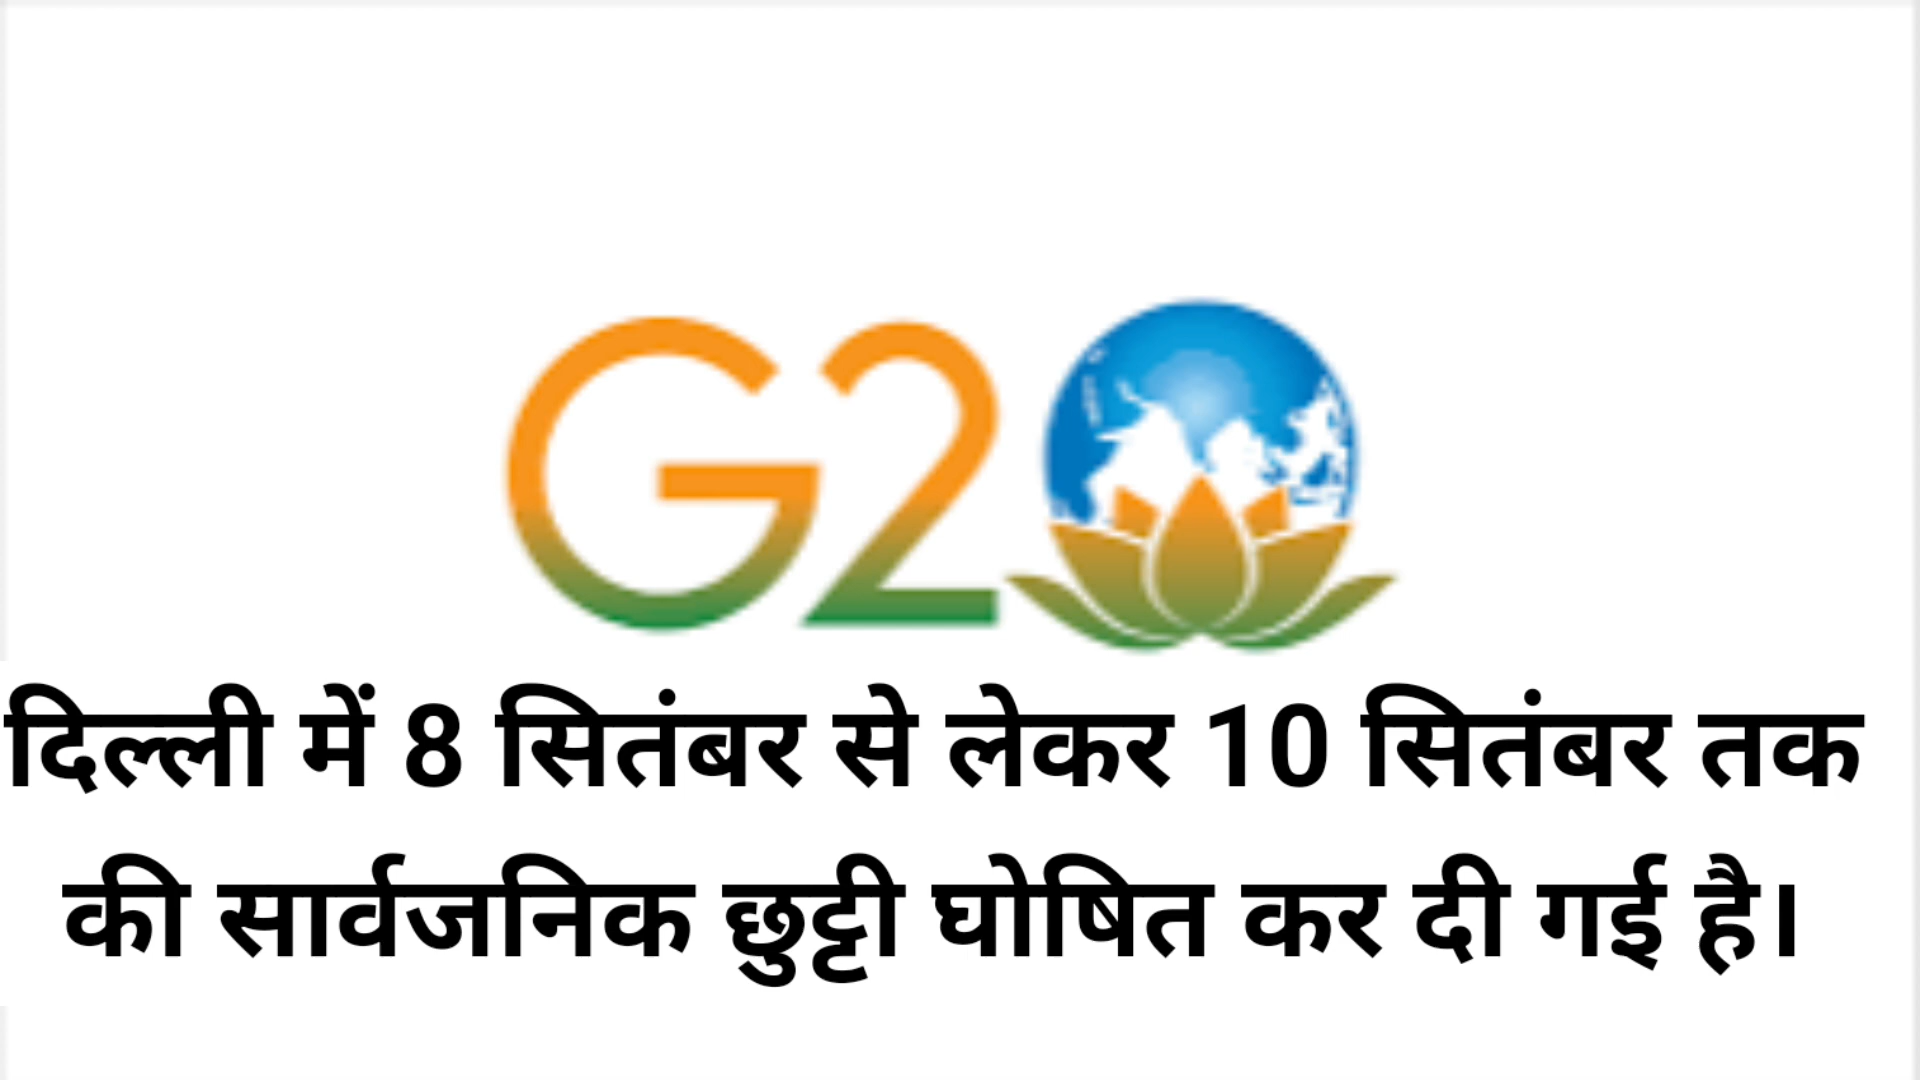 G20
दिल्ली में 8 सितंबर से लेकर 10 सितंबर तक
की सार्वजनिक छुट्टी घोषित कर दी गई है।